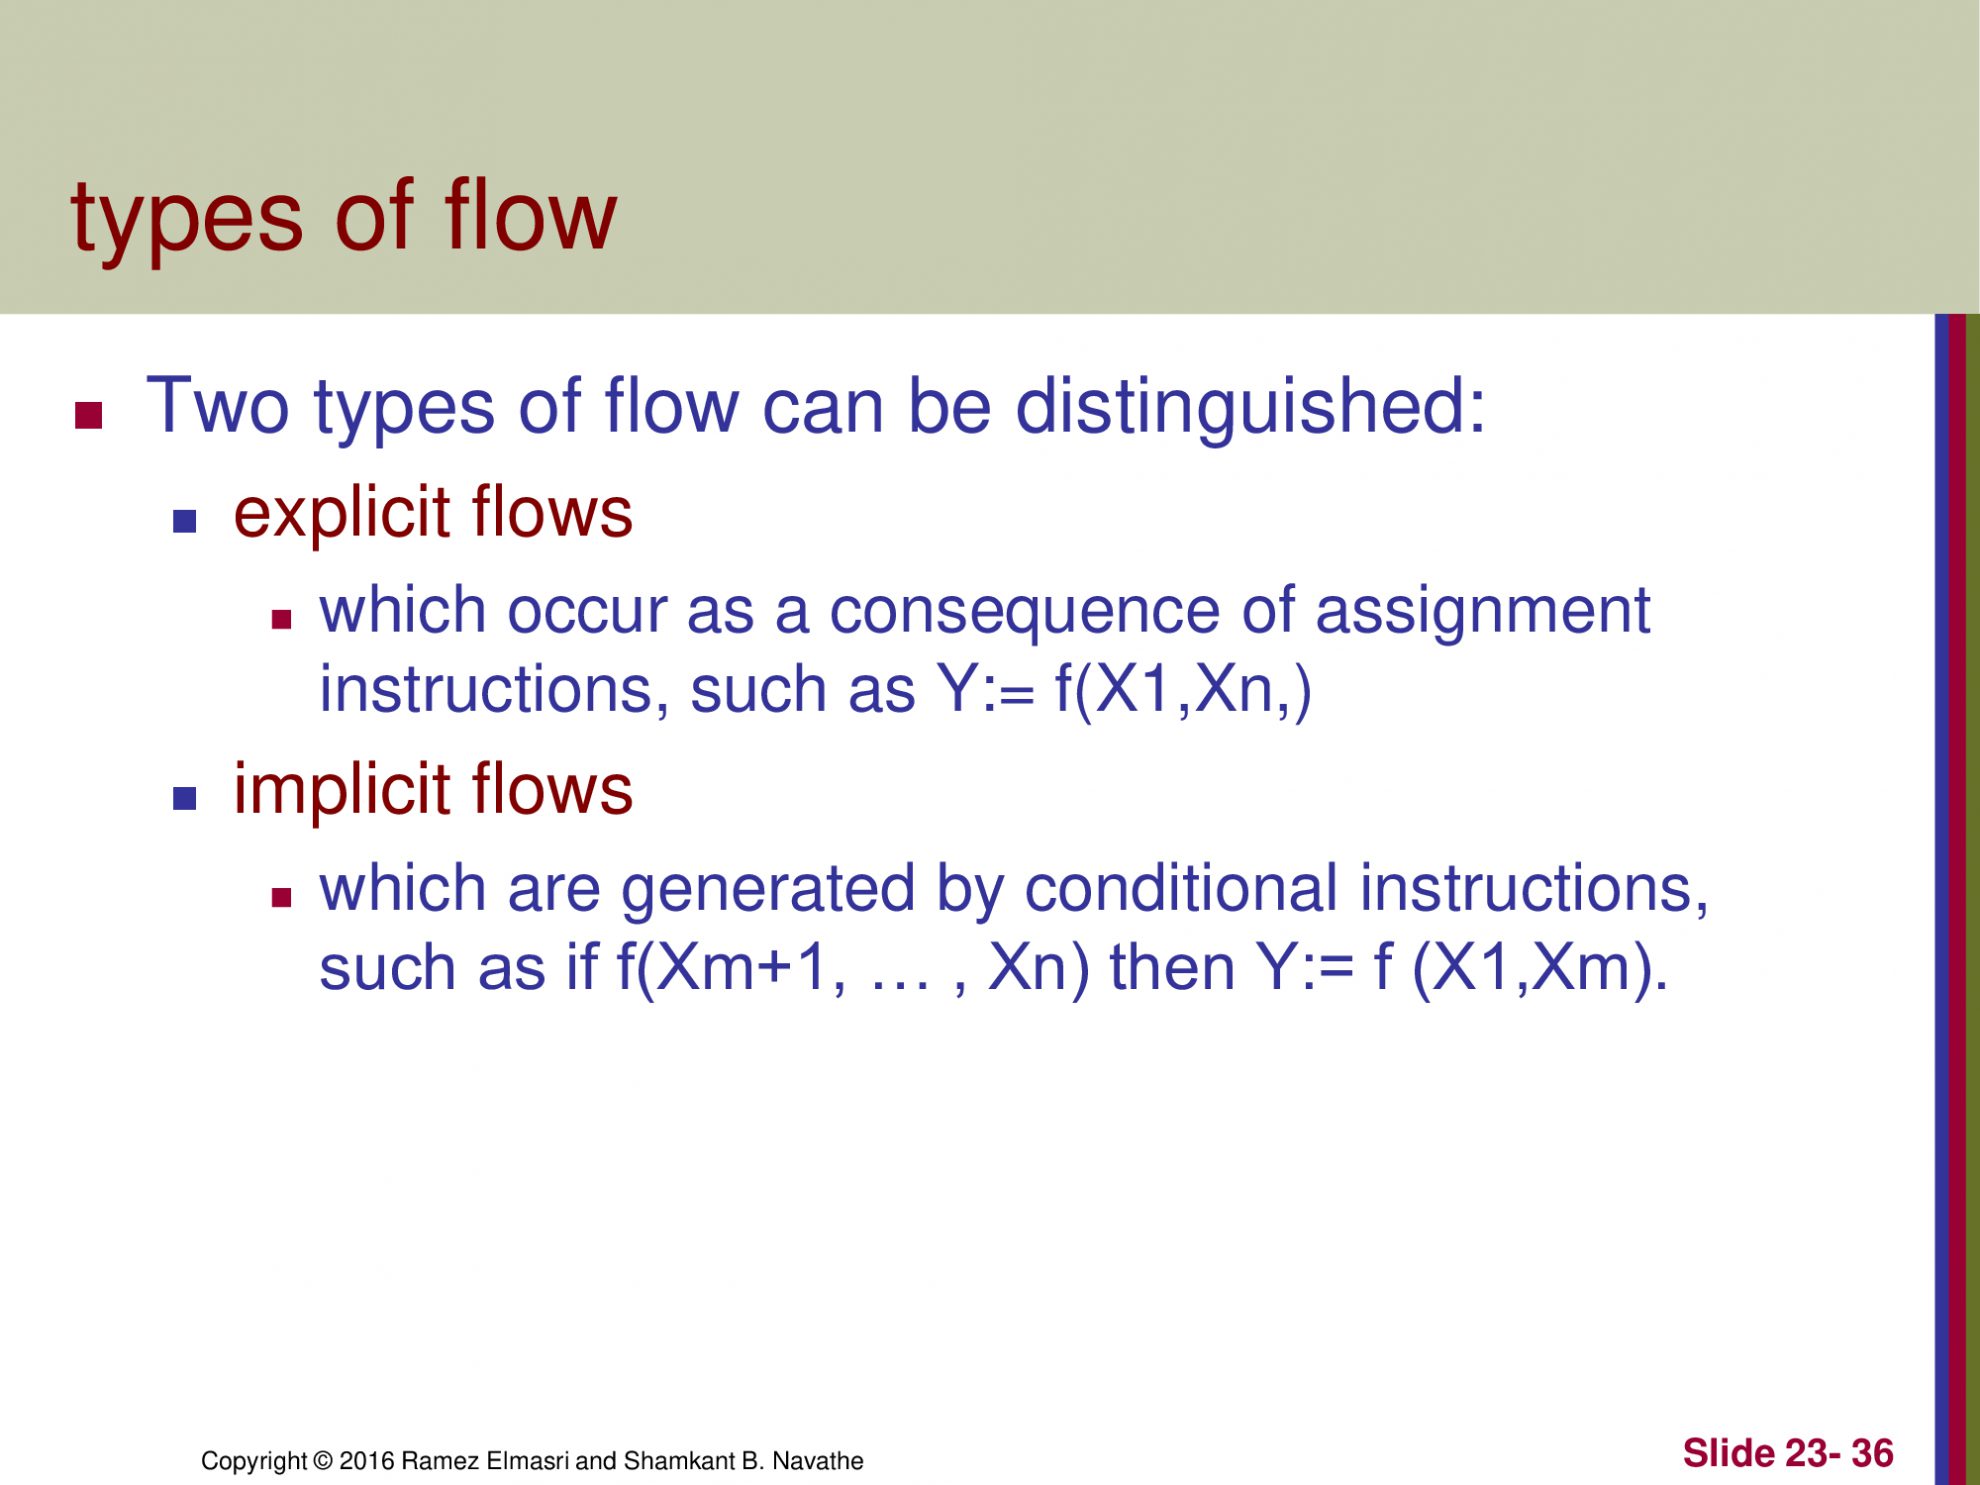 types of flow
Two types of flow can be distinguished:
explicit flows
which occur as a consequence of assignment
instructions, such as Y:= f(X1,Xn,)
implicit flows
which are generated by conditional instructions,
such as if f(Xm+1, … , Xn) then Y:= f (X1,Xm).
Copyright © 2016 Ramez Elmasri and Shamkant B. Navathe
Slide 23- 36